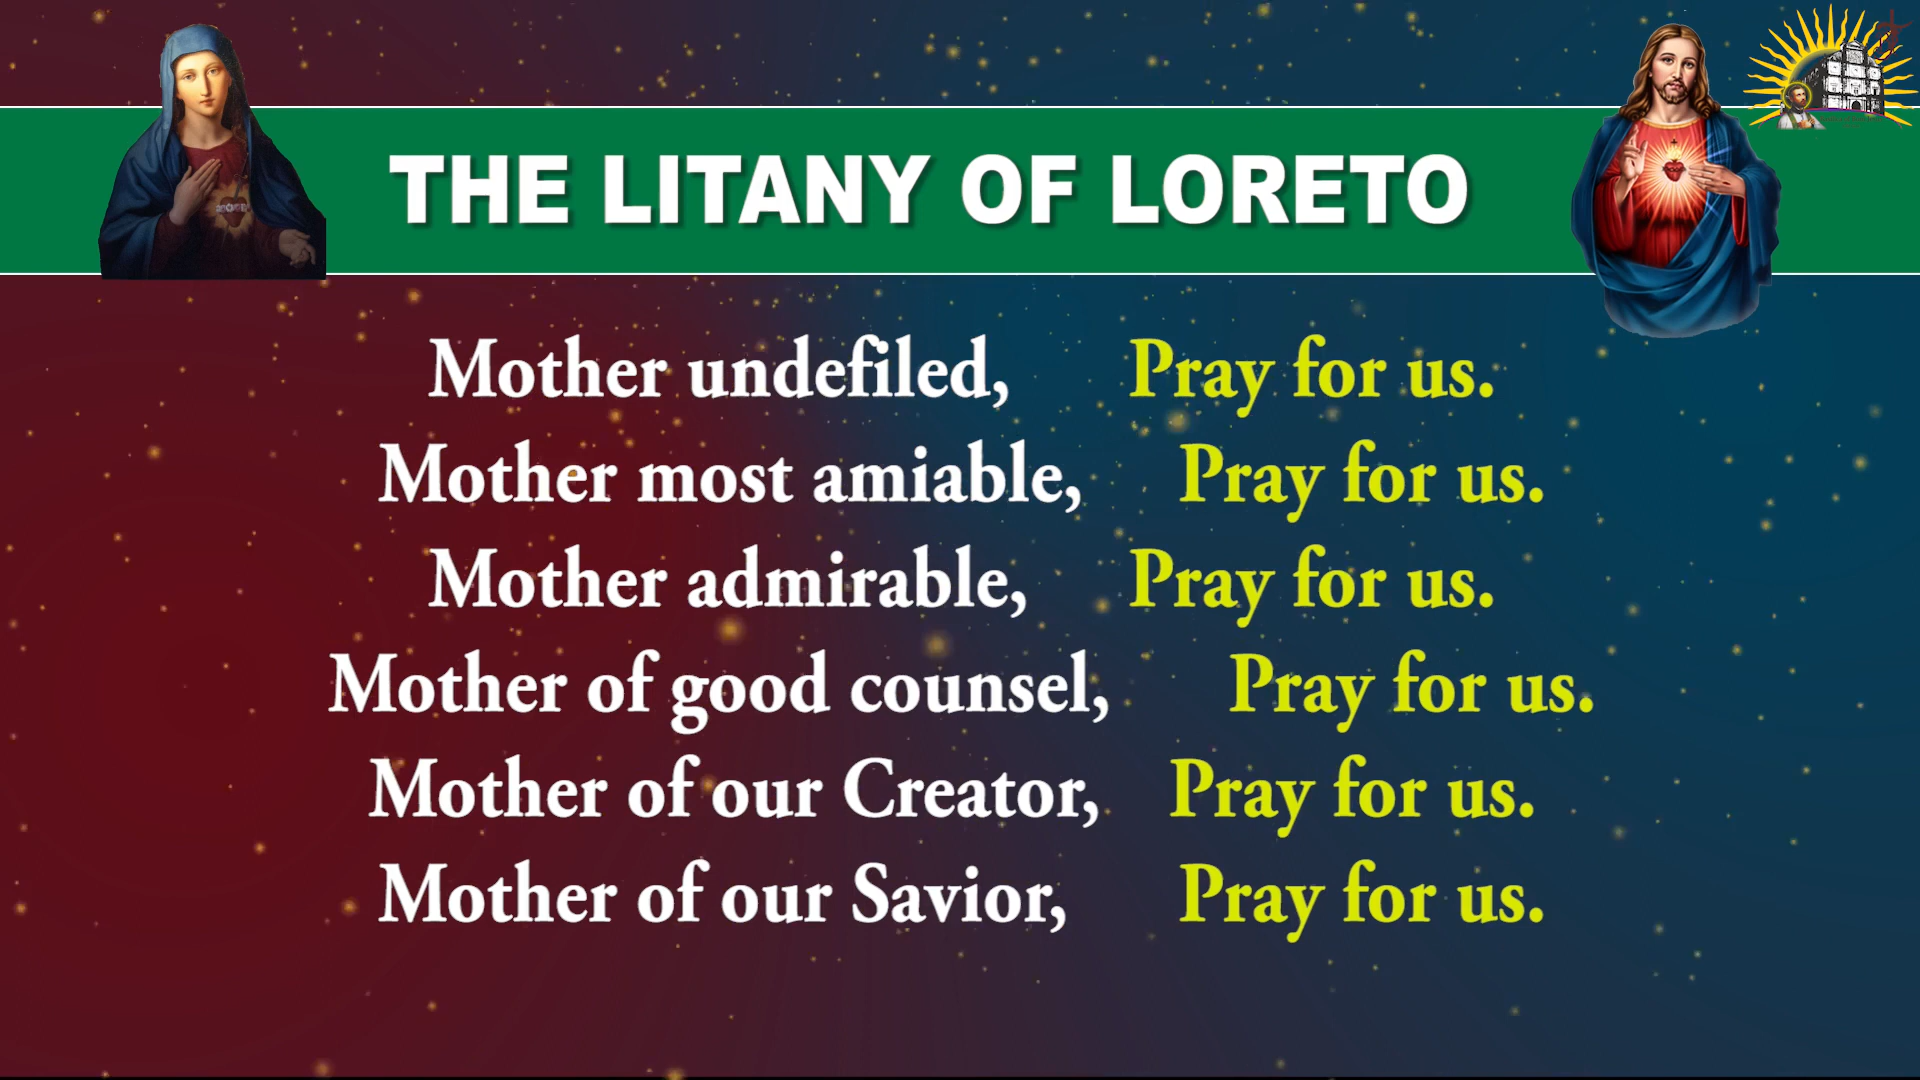 THE LITANY OF LORETO
Mother undefiled, Pray for us.
Mother most amiable, Pray for us.
Mother admirable, Pray for us.
Mother of good counsel, Pray for us.
Mother of our Creator, Pray for us.
Mother of our Savior, Pray for us.